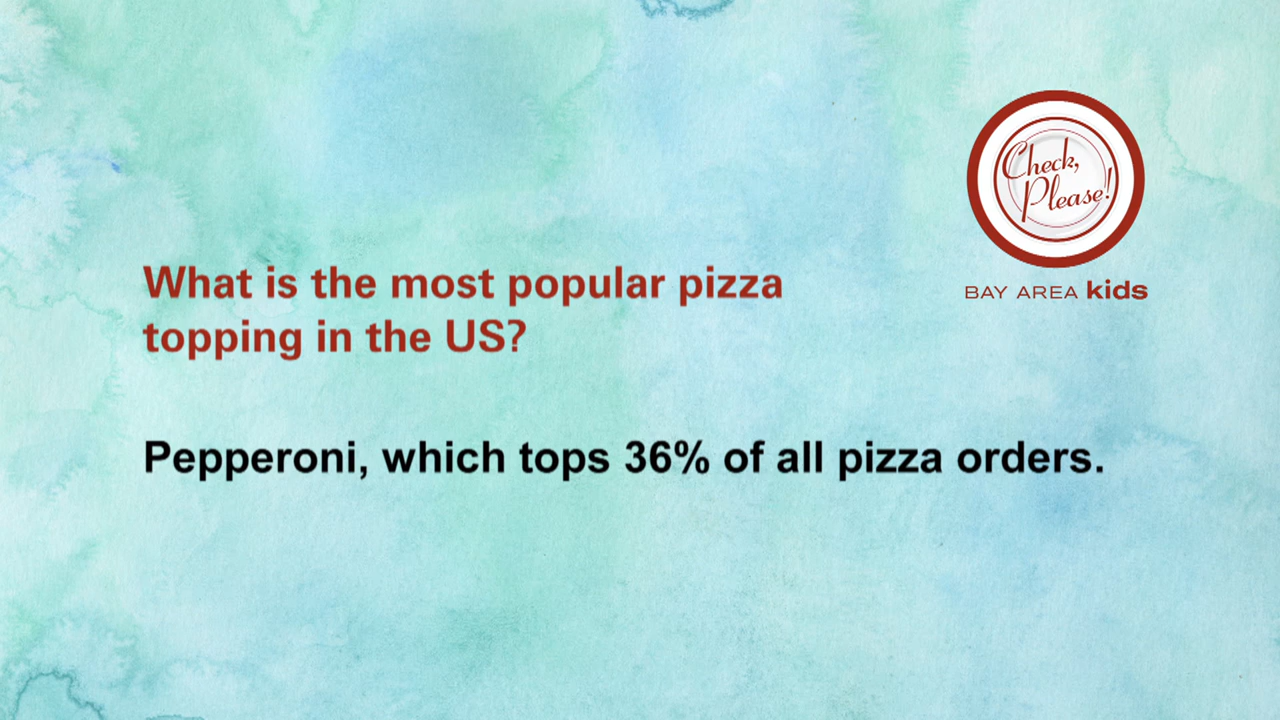 Check,
Please!
BAY AREA kids
What is the most popular pizza
topping in the US?
Pepperoni, which tops 36% of all pizza orders.